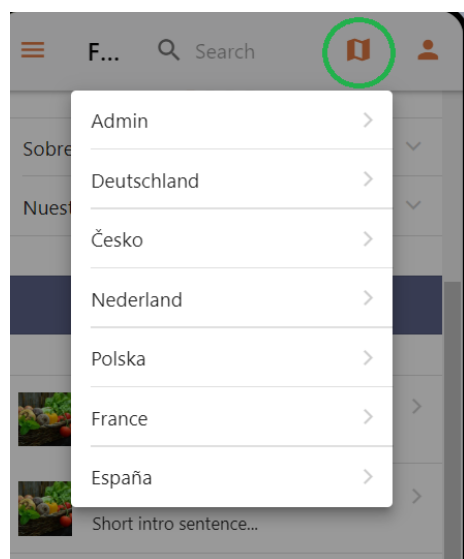 F... Search
Admin
Sobre
Deutschland
Nuest
Česko
Nederland
Polska
France
España
Short intro sentence...